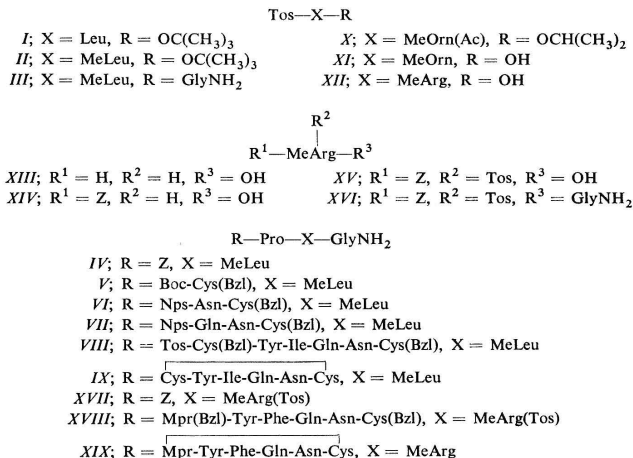 Tos—X—R
I; X = Leu, R = OC(CH₃)₃ X; X = MeOrn(Ac), R = OCH(CH₃)₂
II; X = MeLeu, R = OC(CH₃)₃ XI; X = MeOrn, R = OH
III; X = MeLeu, R = GlyNH₂ XII; X = MeArg, R = OH
R²
R¹—MeArg—R³
XIII; R¹ = H, R² = H, R³ = OH XV; R¹ = Z, R² = Tos, R³ = OH
XIV; R¹ = Z, R² = H, R³ = OH XVI; R¹ = Z, R² = Tos, R³ = GlyNH₂
R—Pro—X—GlyNH₂
IV; R = Z, X = MeLeu
V; R = Boc-Cys(Bzl), X = MeLeu
VI; R = Nps-Asn-Cys(Bzl), X = MeLeu
VII; R = Nps-Gln-Asn-Cys(Bzl), X = MeLeu
VIII; R = Tos-Cys(Bzl)-Tyr-Ile-Gln-Asn-Cys(Bzl), X = MeLeu
IX; R = Cys-Tyr-Ile-Gln-Asn-Cys, X = MeLeu
XVII; R = Z, X = MeArg(Tos)
XVIII; R = Mpr(Bzl)-Tyr-Phe-Gln-Asn-Cys(Bzl), X = MeArg(Tos)
XIX; R = Mpr-Tyr-Phe-Gln-Asn-Cys, X = MeArg